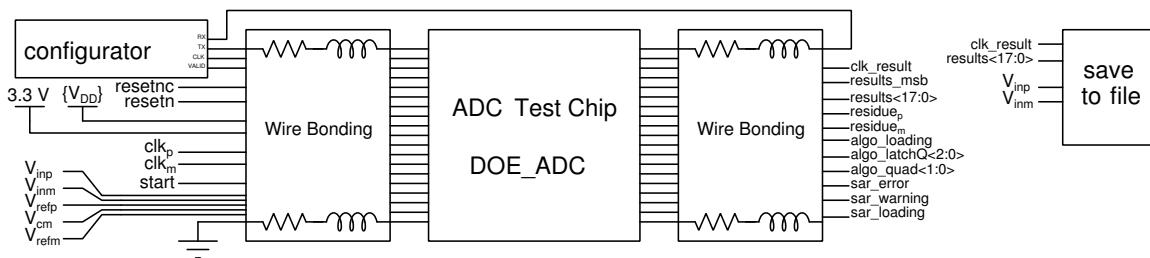 configurator
RX
TX
CLK
VALID
resetnc
3.3 V {V_DD}
resetn
clk_p
clk_m
start
V_inp
V_inm
V_refp
V_cm
V_refm
Wire Bonding
ADC Test Chip
DOE_ADC
Wire Bonding
clk_result
results_msb
results<17:0>
residue_p
residue_m
algo_loading
algo_latchQ<2:0>
algo_quad<1:0>
sar_error
sar_warning
sar_loading
clk_result
results<17:0>
V_inp
V_inm
save
to file